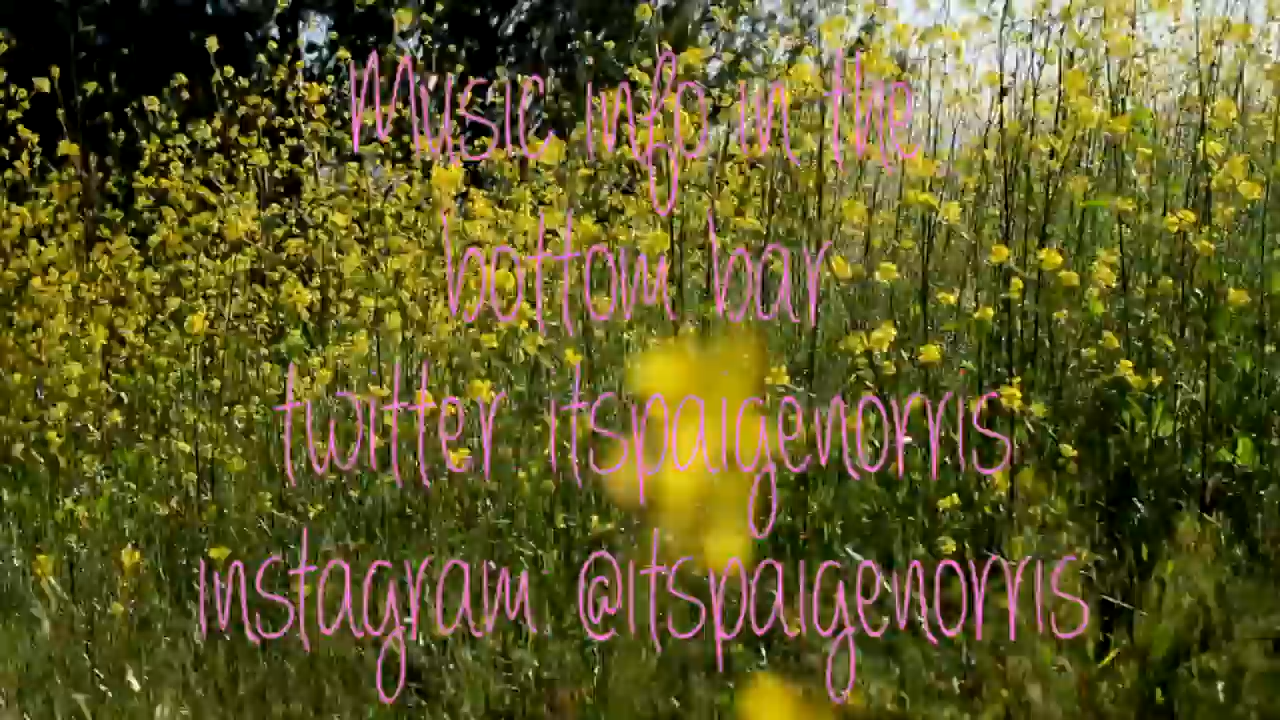 Music info in the
bottom bar
twitter itspaigenorris
instagram @itspaigenorris